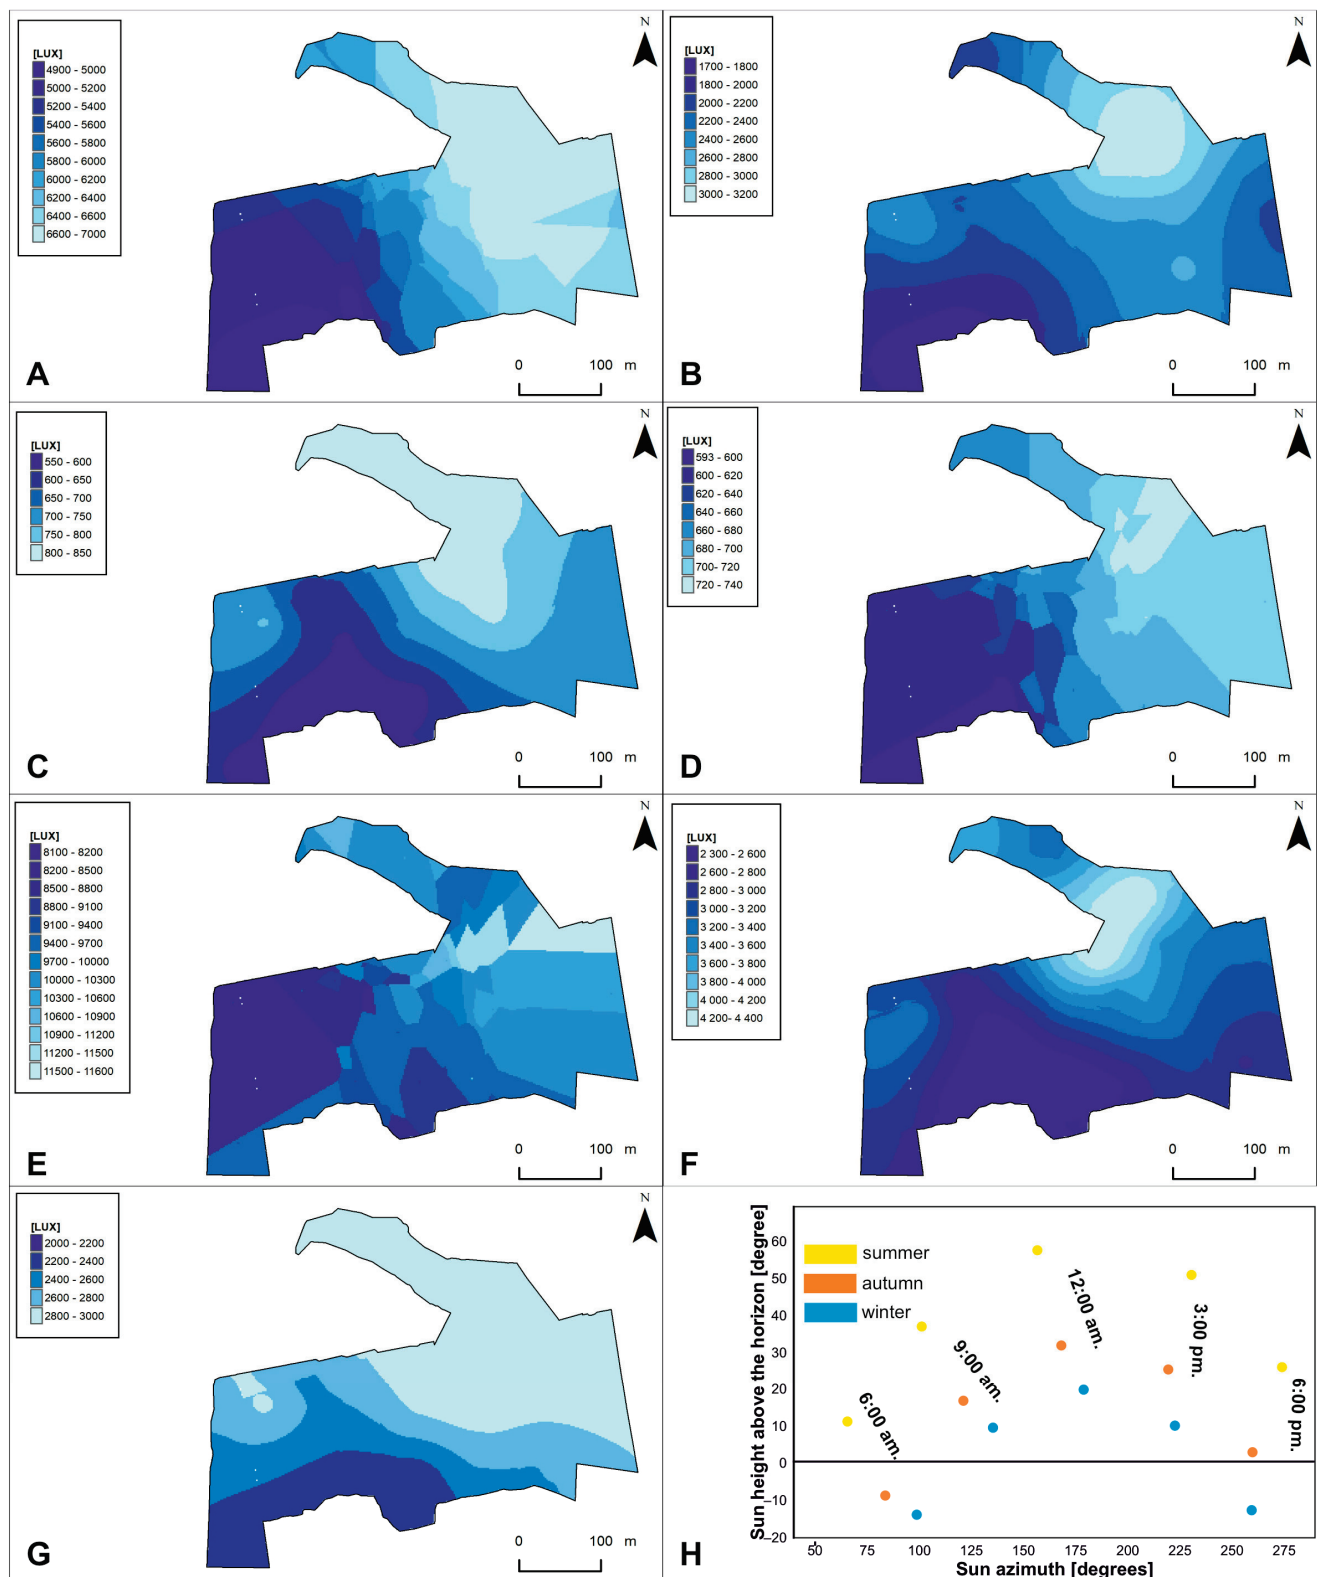 [LUX]
4900 - 5000
5000 - 5200
5200 - 5400
5400 - 5600
5600 - 5800
5800 - 6000
6000 - 6200
6200 - 6400
6400 - 6600
6600 - 7000
N
A
0 100 m
[LUX]
1700 - 1800
1800 - 2000
2000 - 2200
2200 - 2400
2400 - 2600
2600 - 2800
2800 - 3000
3000 - 3200
N
B
0 100 m
[LUX]
550 - 600
600 - 650
650 - 700
700 - 750
750 - 800
800 - 850
N
C
0 100 m
[LUX]
593 - 600
600 - 620
620 - 640
640 - 660
660 - 680
680 - 700
700- 720
720 - 740
N
D
0 100 m
[LUX]
8100 - 8200
8200 - 8500
8500 - 8800
8800 - 9100
9100 - 9400
9400 - 9700
9700 - 10000
10000 - 10300
10300 - 10600
10600 - 10900
10900 - 11200
11200 - 11500
11500 - 11600
N
E
0 100 m
[LUX]
2 300 - 2 600
2 600 - 2 800
2 800 - 3 000
3 000 - 3 200
3 200 - 3 400
3 400 - 3 600
3 600 - 3 800
3 800 - 4 000
4 000 - 4 200
4 200- 4 400
N
F
0 100 m
[LUX]
2000 - 2200
2200 - 2400
2400 - 2600
2600 - 2800
2800 - 3000
N
G
0 100 m
Sun height above the horizon [degree]
60
50
40
30
20
10
0
–10
–20
summer
autumn
winter
6:00 am.
9:00 am.
12:00 am.
3:00 pm.
6:00 pm.
H
50 75 100 125 150 175 200 225 250 275
Sun azimuth [degrees]